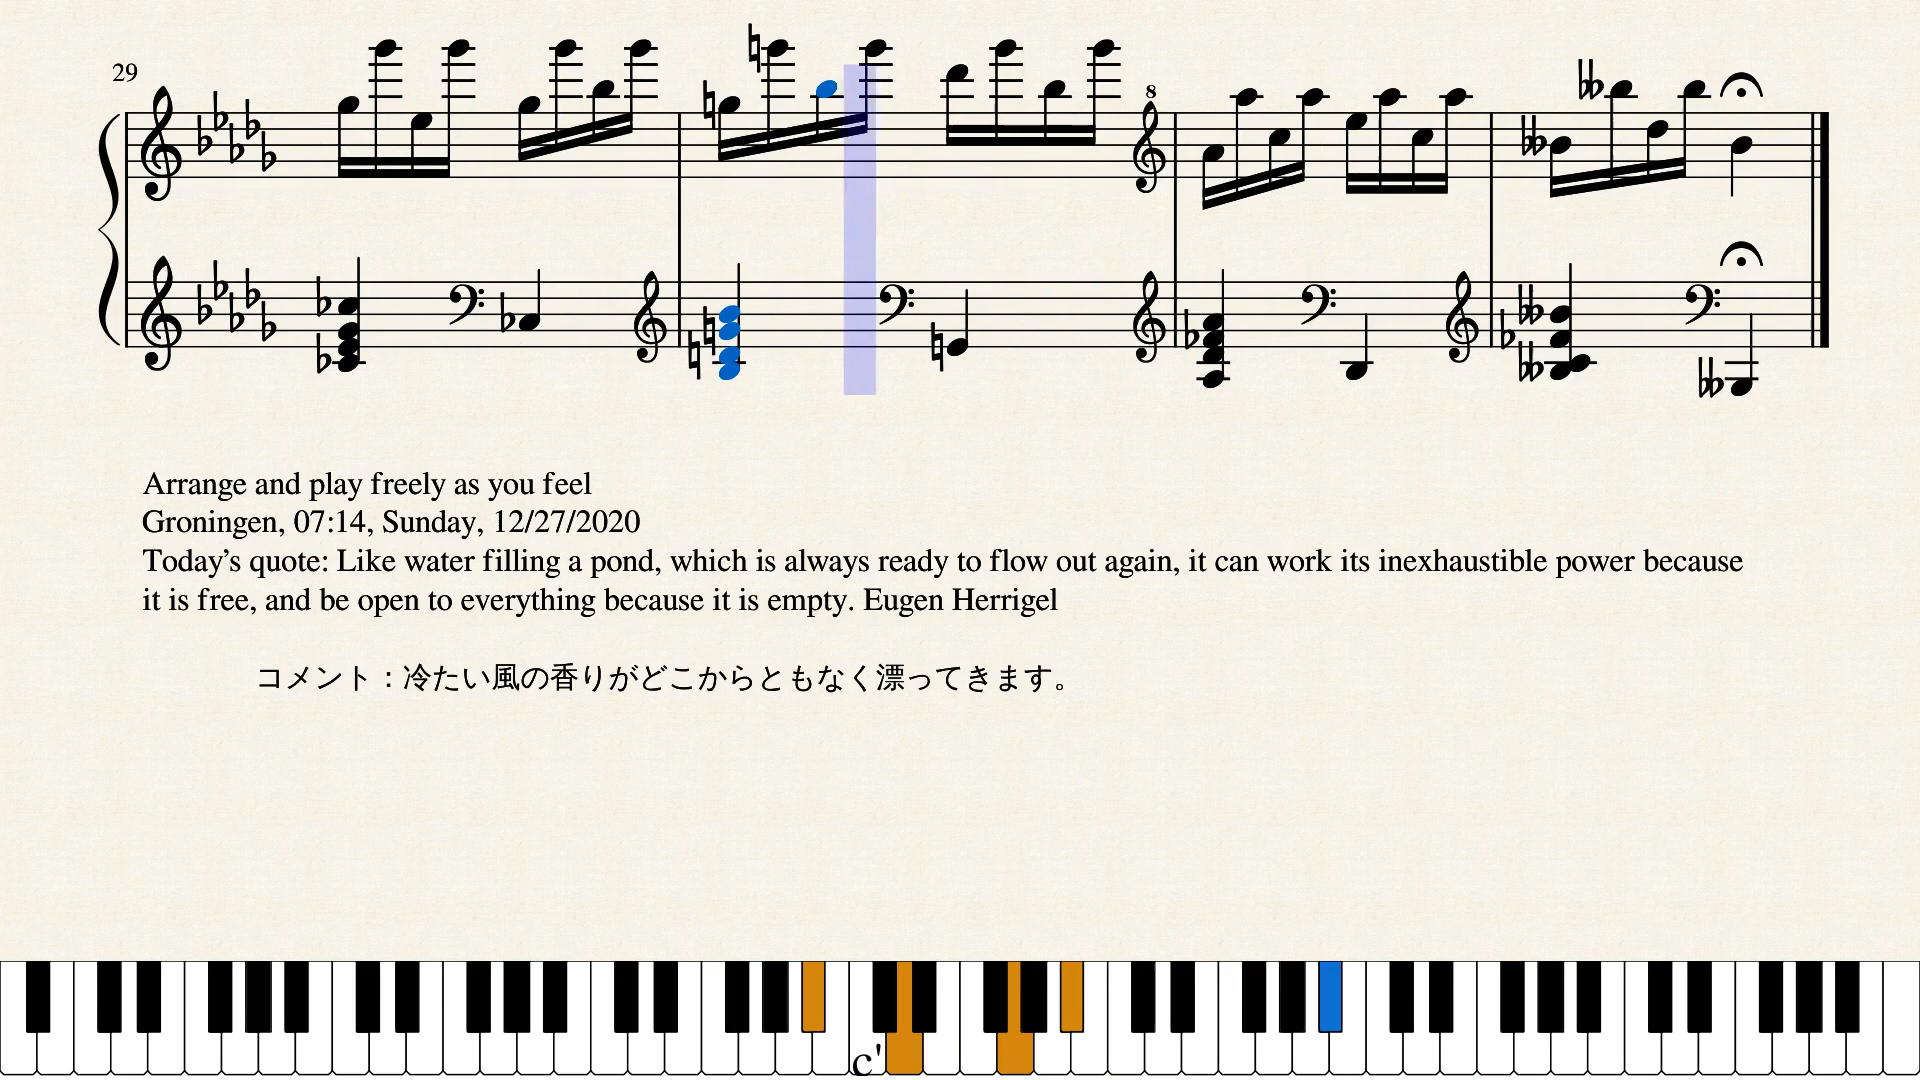 29
8
Arrange and play freely as you feel
Groningen, 07:14, Sunday, 12/27/2020
Today’s quote: Like water filling a pond, which is always ready to flow out again, it can work its inexhaustible power because
it is free, and be open to everything because it is empty. Eugen Herrigel
コメント：冷たい風の香りがどこからともなく漂ってきます。
c'